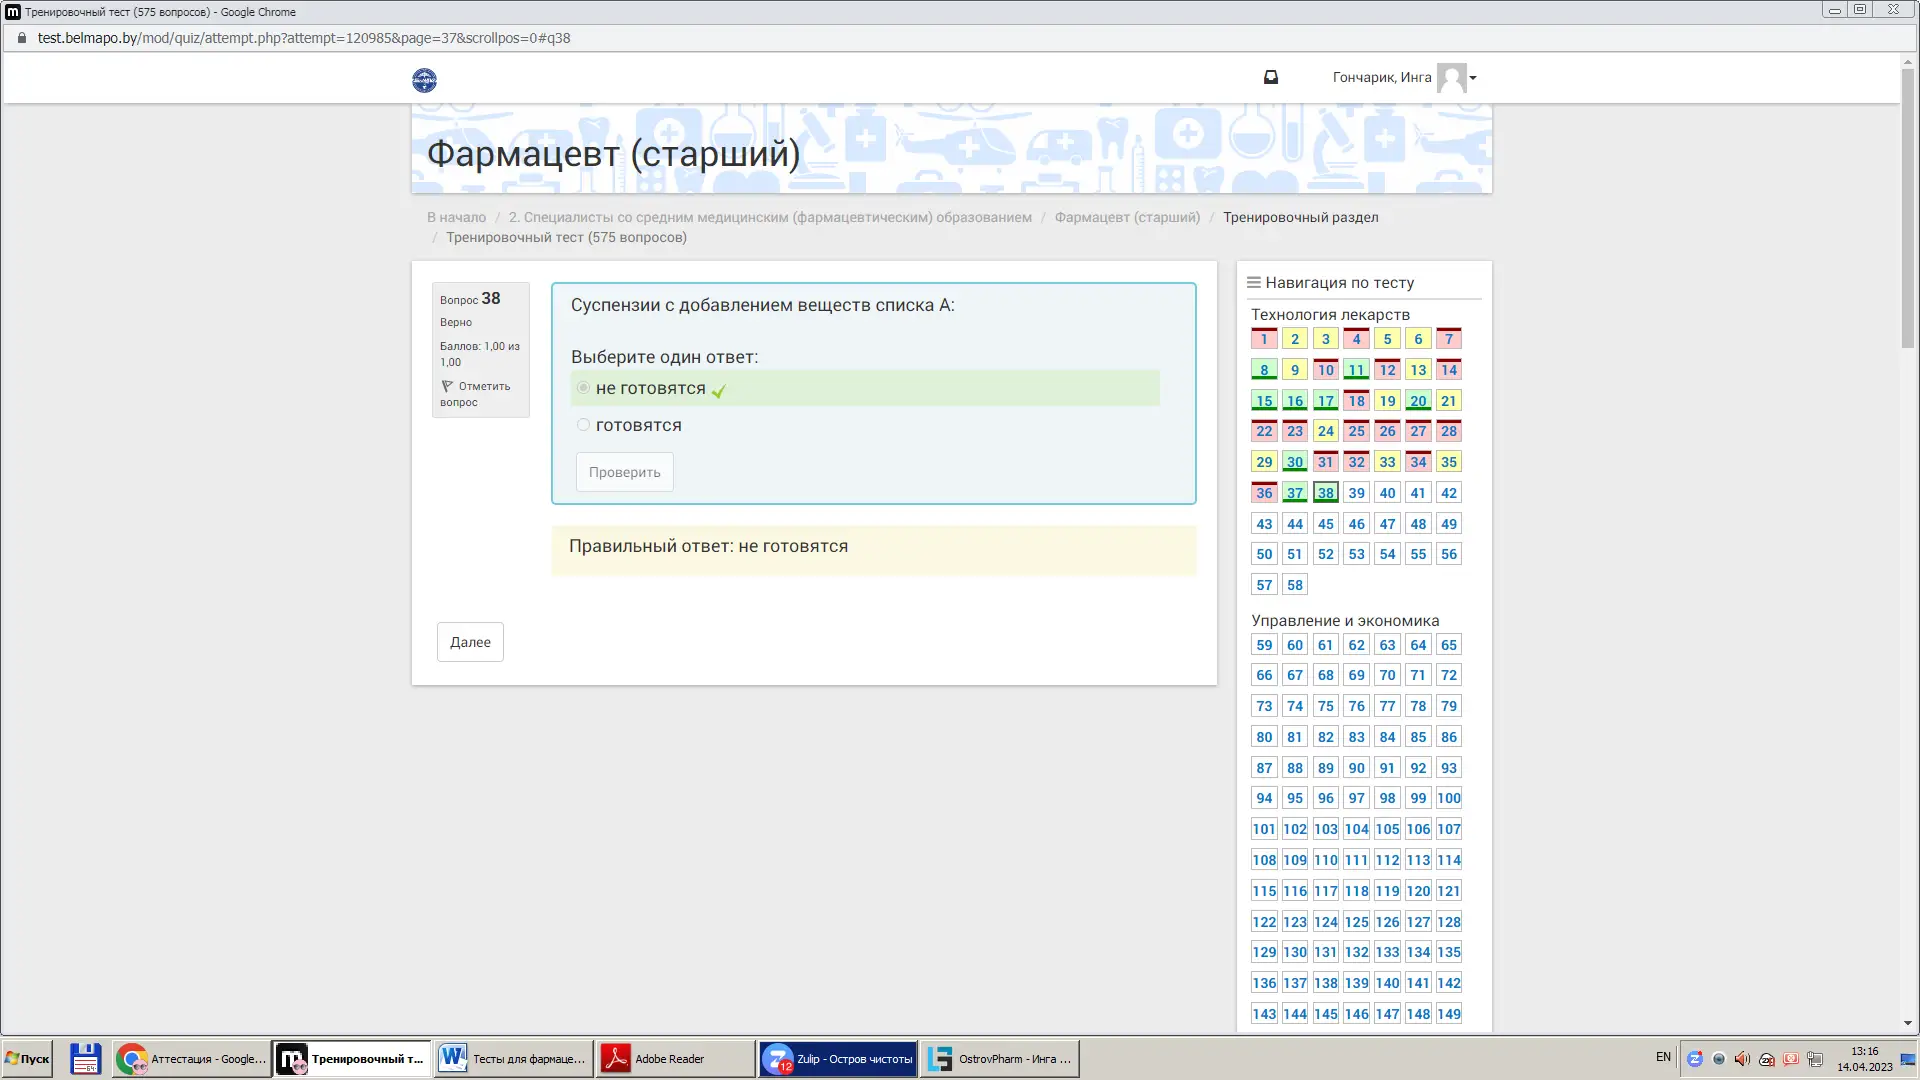 Тренировочный тест (575 вопросов) - Google Chrome
test.belmapo.by/mod/quiz/attempt.php?attempt=120985&page=37&scrollpos=0#q38
Гончарик, Инга
Фармацевт (старший)
В начало / 2. Специалисты со средним медицинским (фармацевтическим) образованием / Фармацевт (старший) / Тренировочный раздел
/ Тренировочный тест (575 вопросов)
Вопрос 38
Верно
Баллов: 1,00 из
1,00
Отметить
вопрос
Суспензии с добавлением веществ списка А:
Выберите один ответ:
не готовятся
готовятся
Проверить
Правильный ответ: не готовятся
Далее
Навигация по тесту
Технология лекарств
1 2 3 4 5 6 7
8 9 10 11 12 13 14
15 16 17 18 19 20 21
22 23 24 25 26 27 28
29 30 31 32 33 34 35
36 37 38 39 40 41 42
43 44 45 46 47 48 49
50 51 52 53 54 55 56
57 58
Управление и экономика
59 60 61 62 63 64 65
66 67 68 69 70 71 72
73 74 75 76 77 78 79
80 81 82 83 84 85 86
87 88 89 90 91 92 93
94 95 96 97 98 99 100
101 102 103 104 105 106 107
108 109 110 111 112 113 114
115 116 117 118 119 120 121
122 123 124 125 126 127 128
129 130 131 132 133 134 135
136 137 138 139 140 141 142
143 144 145 146 147 148 149
Пуск
Аттестация - Google...
Тренировочный т...
Тесты для фармаце...
Adobe Reader
12
Zulip - Остров чистоты
OstrovPharm - Инга ...
EN
13:16
14.04.2023